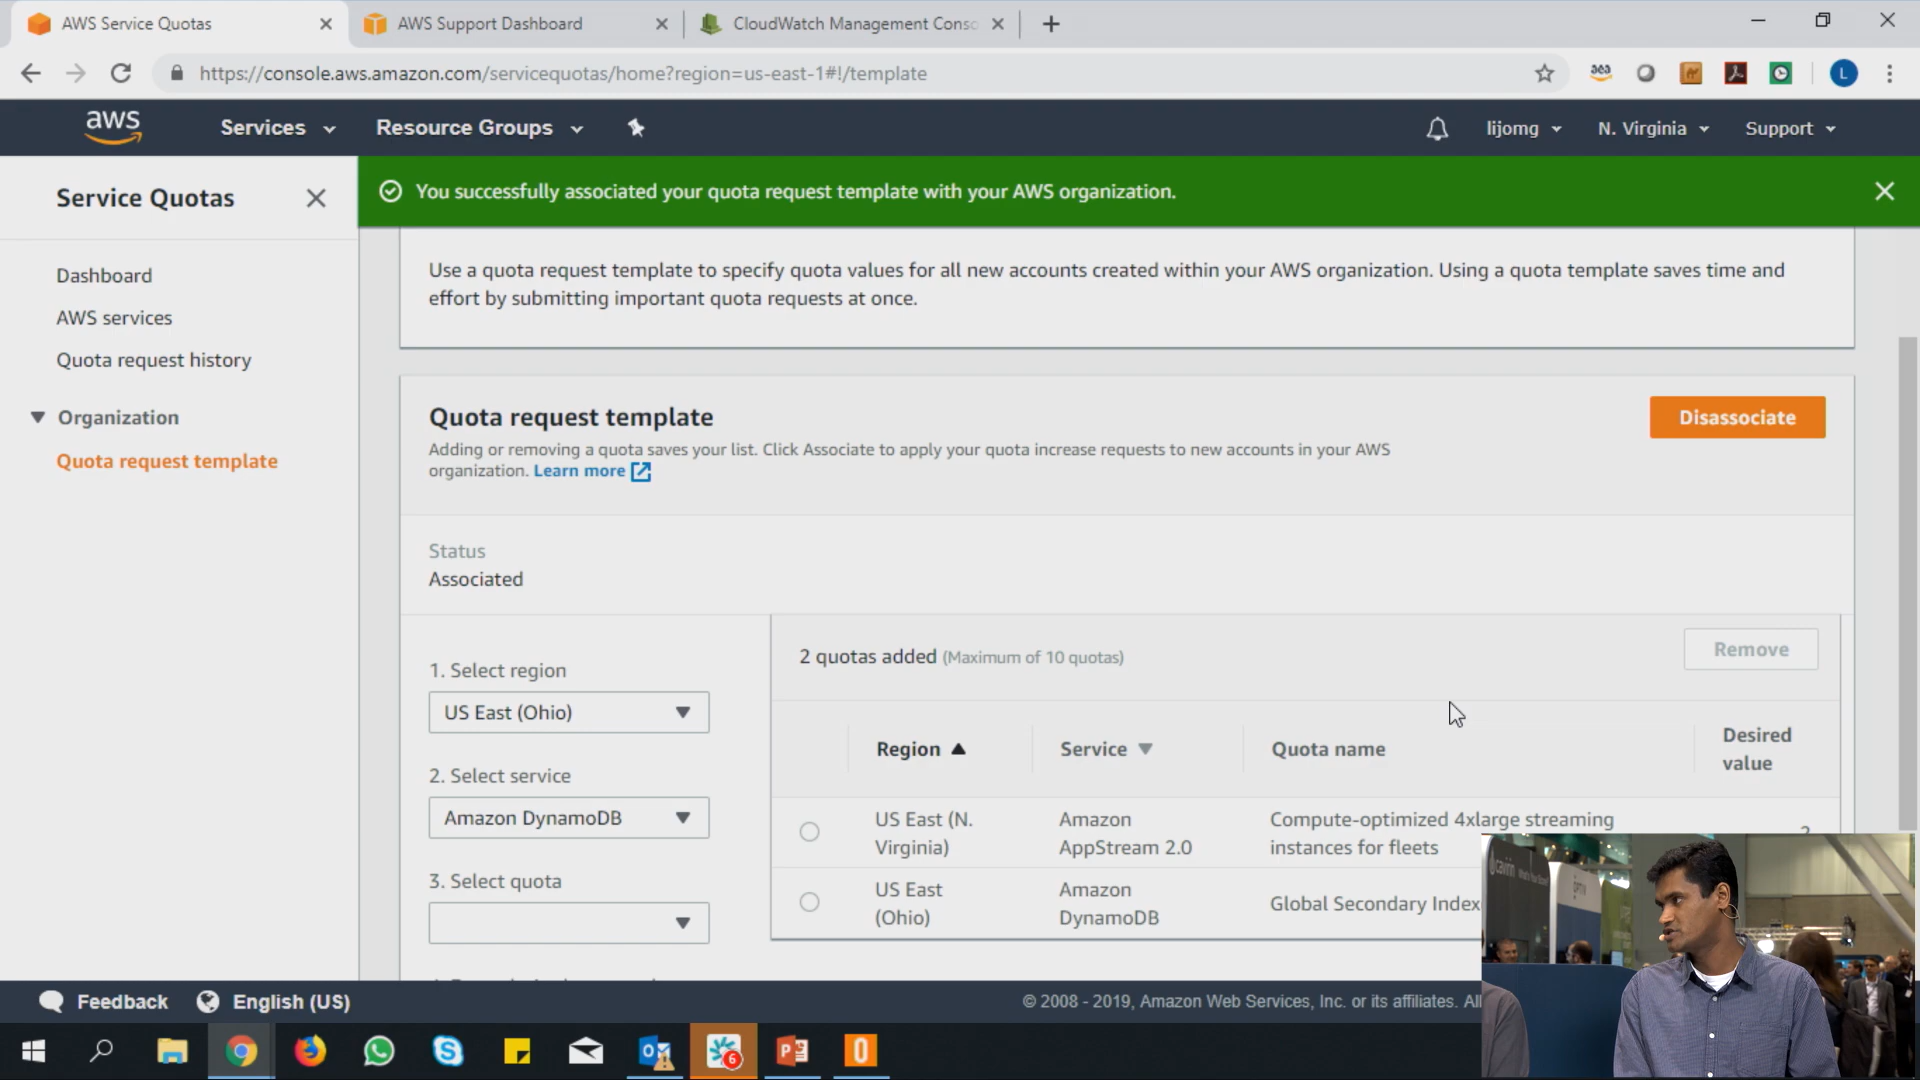 AWS Service Quotas
AWS Support Dashboard
CloudWatch Management Conso
https://console.aws.amazon.com/servicequotas/home?region=us-east-1#!/template
L
aws
Services
Resource Groups
lijomg
N. Virginia
Support
Service Quotas
You successfully associated your quota request template with your AWS organization.
Dashboard
AWS services
Quota request history
Organization
Quota request template
Use a quota request template to specify quota values for all new accounts created within your AWS organization. Using a quota template saves time and
effort by submitting important quota requests at once.
Quota request template
Disassociate
Adding or removing a quota saves your list. Click Associate to apply your quota increase requests to new accounts in your AWS
organization. Learn more
Status
Associated
1. Select region
US East (Ohio)
2. Select service
Amazon DynamoDB
3. Select quota
2 quotas added (Maximum of 10 quotas)
Remove
Region
Service
Quota name
Desired
value
US East (N.
Virginia)
Amazon
AppStream 2.0
Compute-optimized 4xlarge streaming
instances for fleets
US East
(Ohio)
Amazon
DynamoDB
Global Secondary Index
Feedback
English (US)
© 2008 - 2019, Amazon Web Services, Inc. or its affiliates. All
6